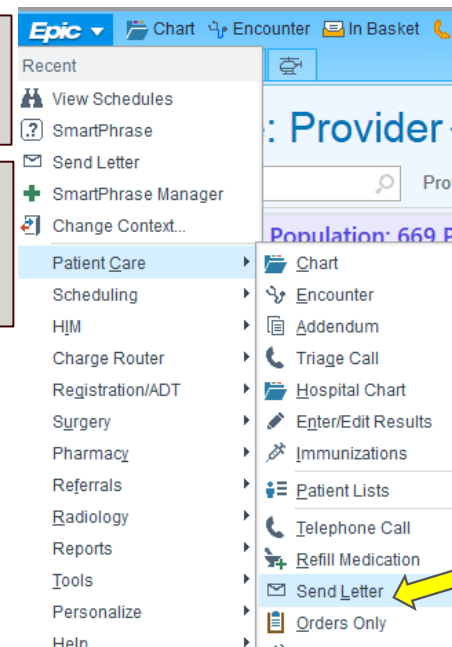 Epic Chart Encounter In Basket
Recent
View Schedules
SmartPhrase
: Provider
Send Letter
SmartPhrase Manager
Change Context...
Population: 669
Patient Care
Scheduling
HIM
Charge Router
Registration/ADT
Surgery
Pharmacy
Referrals
Radiology
Reports
Tools
Personalize
Help
Chart
Encounter
Addendum
Triage Call
Hospital Chart
Enter/Edit Results
Immunizations
Patient Lists
Telephone Call
Refill Medication
Send Letter
Orders Only